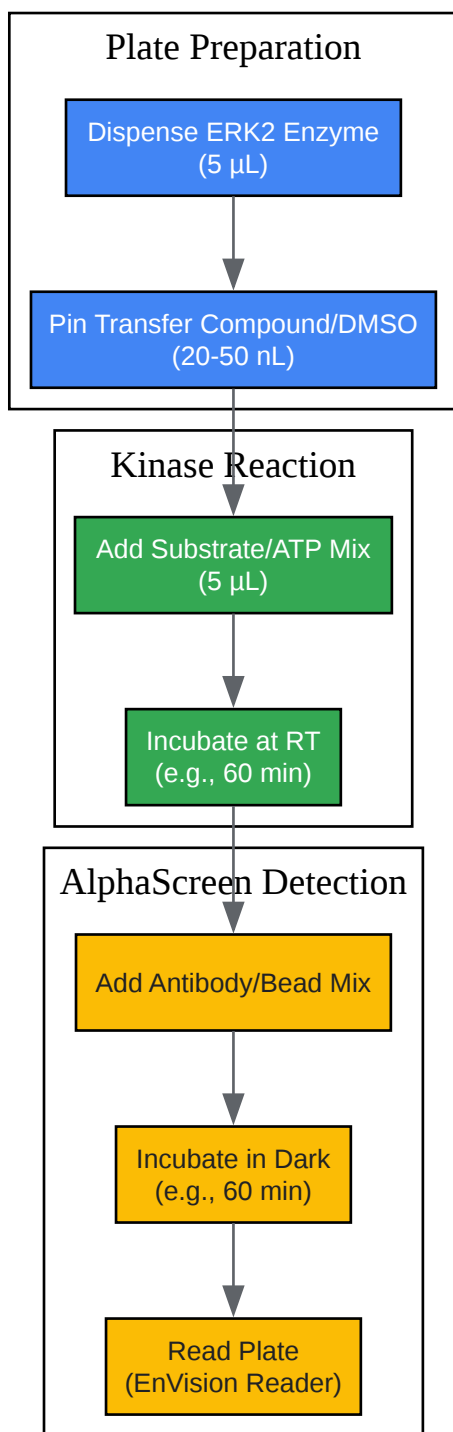 Plate Preparation
Dispense ERK2 Enzyme
(5 µL)
Pin Transfer Compound/DMSO
(20-50 nL)
Kinase Reaction
Add Substrate/ATP Mix
(5 µL)
Incubate at RT
(e.g., 60 min)
AlphaScreen Detection
Add Antibody/Bead Mix
Incubate in Dark
(e.g., 60 min)
Read Plate
(EnVision Reader)